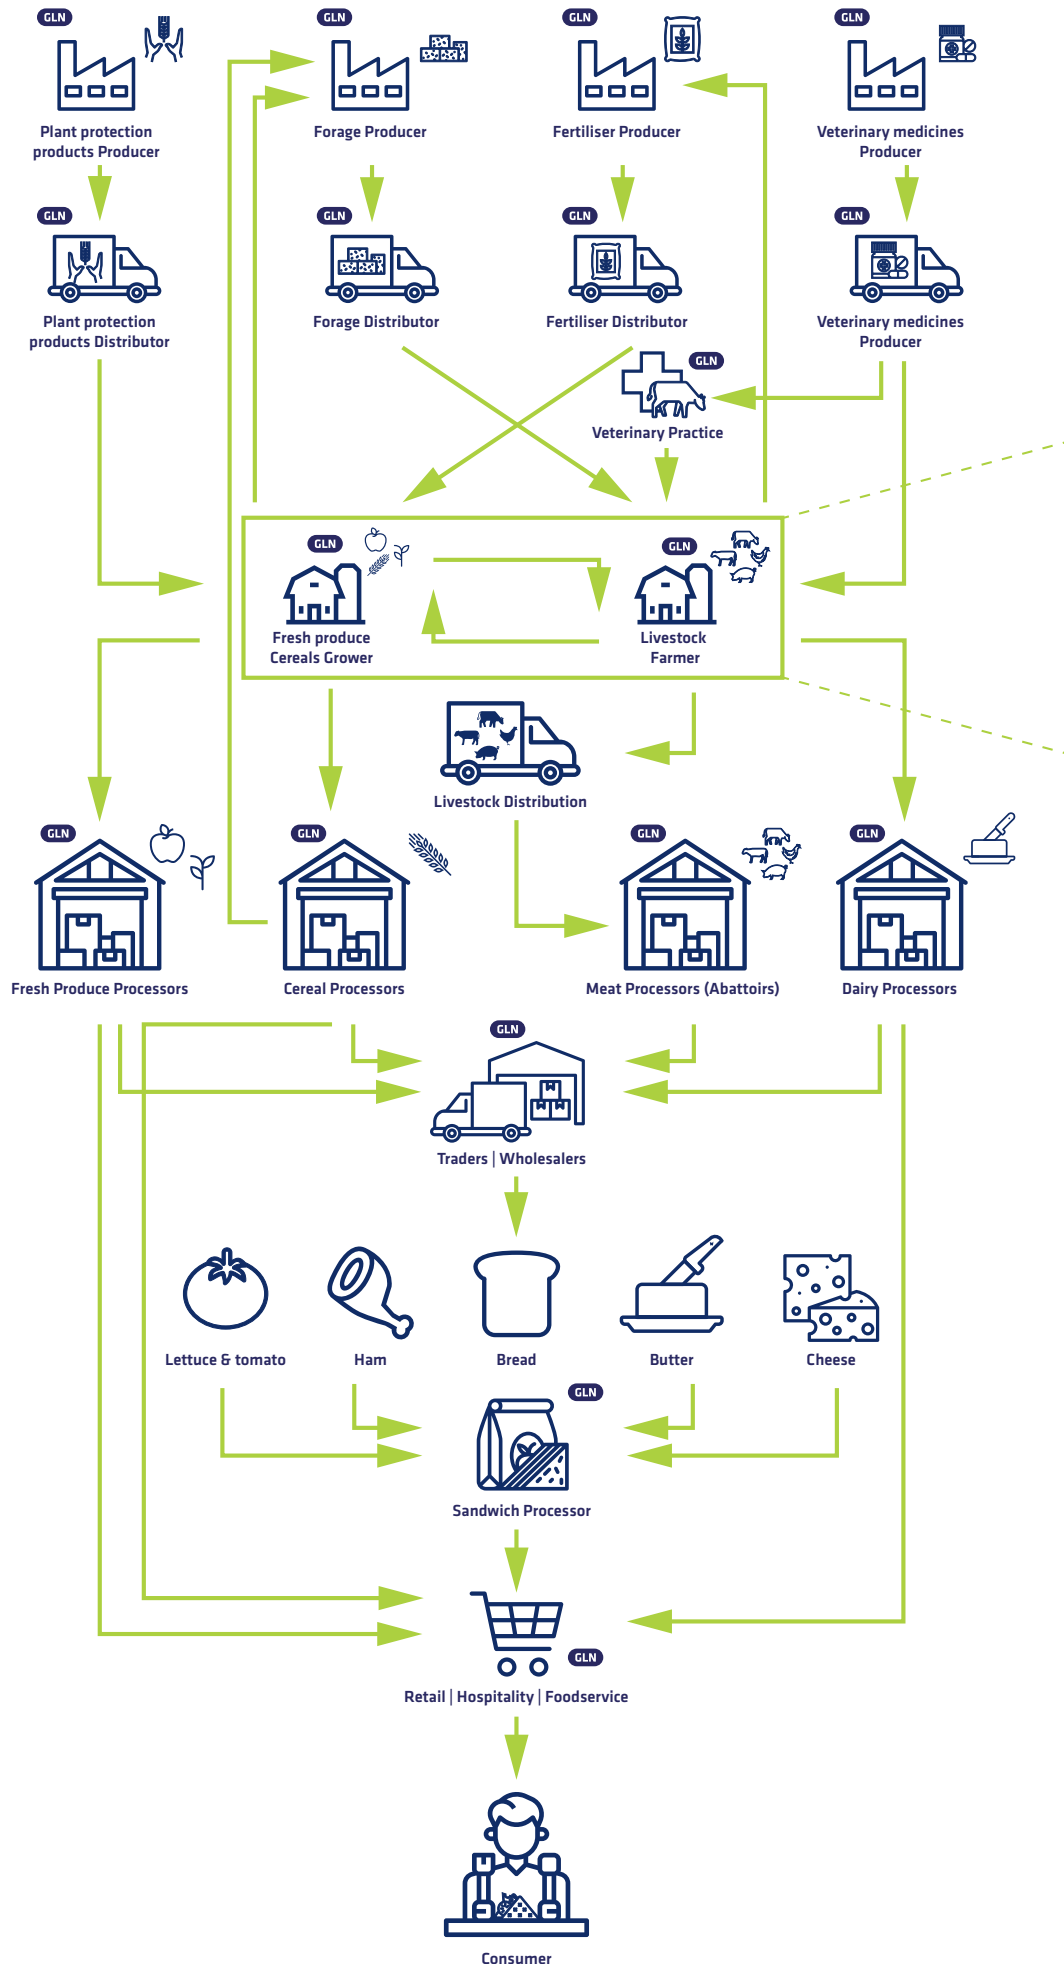 GLN
GLN
GLN
GLN
Plant protection
products Producer
Forage Producer
Fertiliser Producer
Veterinary medicines
Producer
GLN
GLN
GLN
GLN
Plant protection
products Distributor
Forage Distributor
Fertiliser Distributor
Veterinary medicines
Producer
GLN
Veterinary Practice
GLN
GLN
Fresh produce
Cereals Grower
Livestock
Farmer
Livestock Distribution
GLN
GLN
GLN
GLN
Fresh Produce Processors
Cereal Processors
Meat Processors (Abattoirs)
Dairy Processors
GLN
Traders | Wholesalers
Lettuce & tomato
Ham
Bread
Butter
Cheese
GLN
Sandwich Processor
GLN
Retail | Hospitality | Foodservice
Consumer